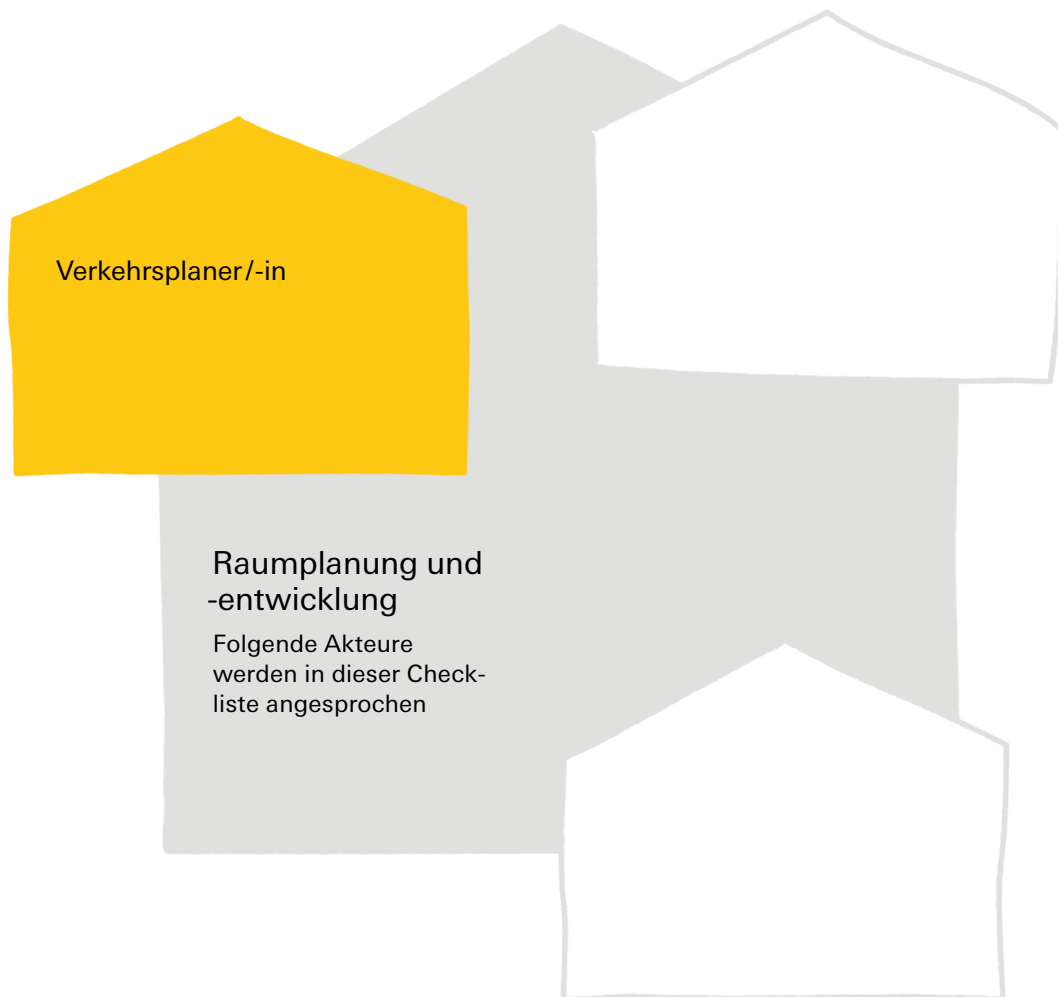 Verkehrsplaner/-in
Raumplanung und
-entwicklung
Folgende Akteure
werden in dieser Check-
liste angesprochen